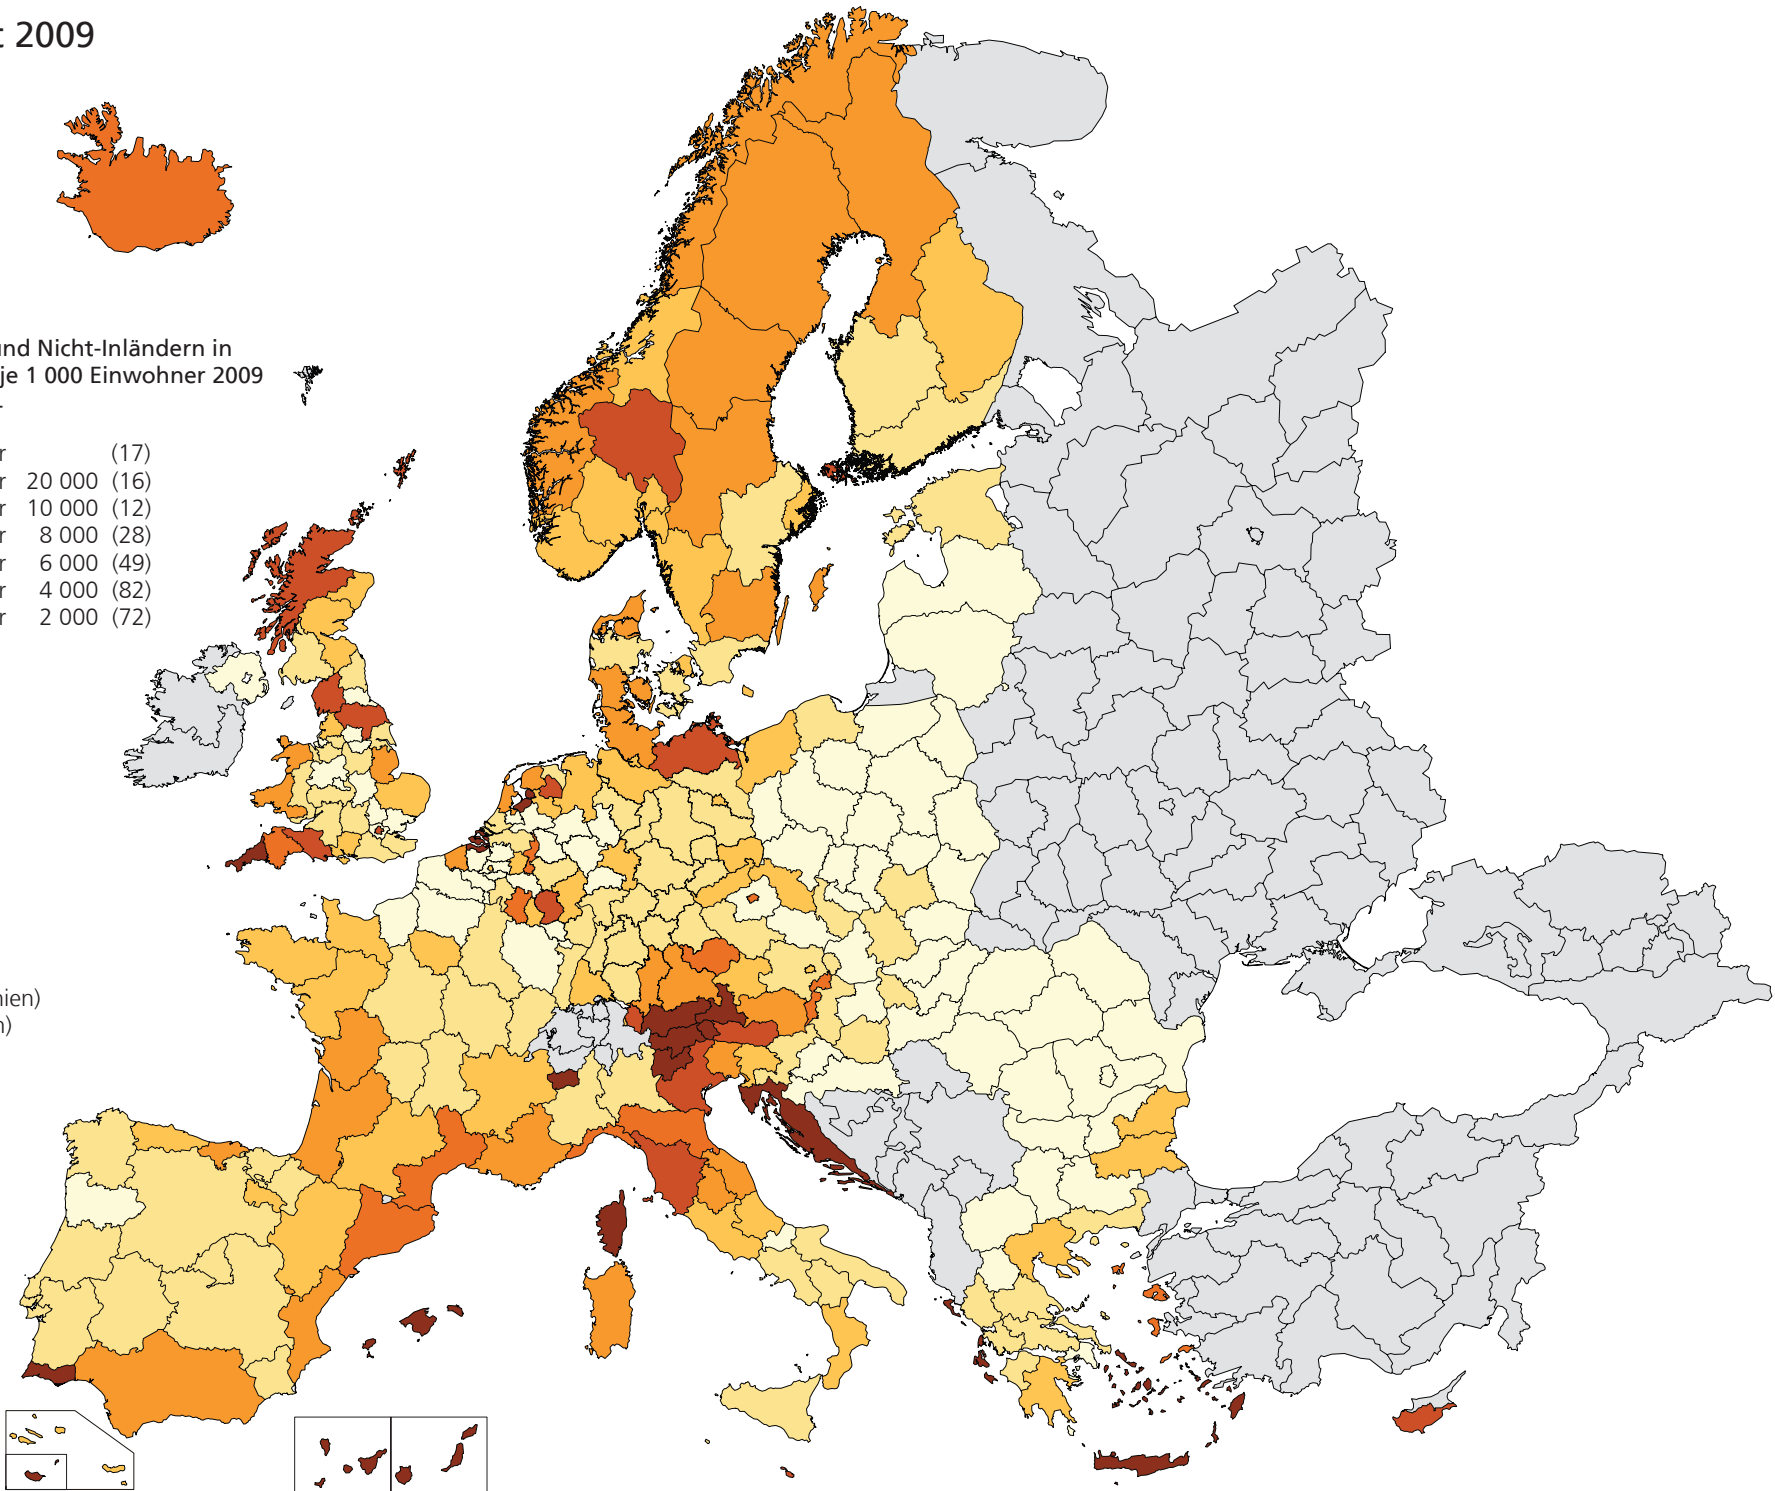 2009
und Nicht-Inländern in
je 1 000 Einwohner 2009
(17)
20 000 (16)
10 000 (12)
8 000 (28)
6 000 (49)
4 000 (82)
2 000 (72)